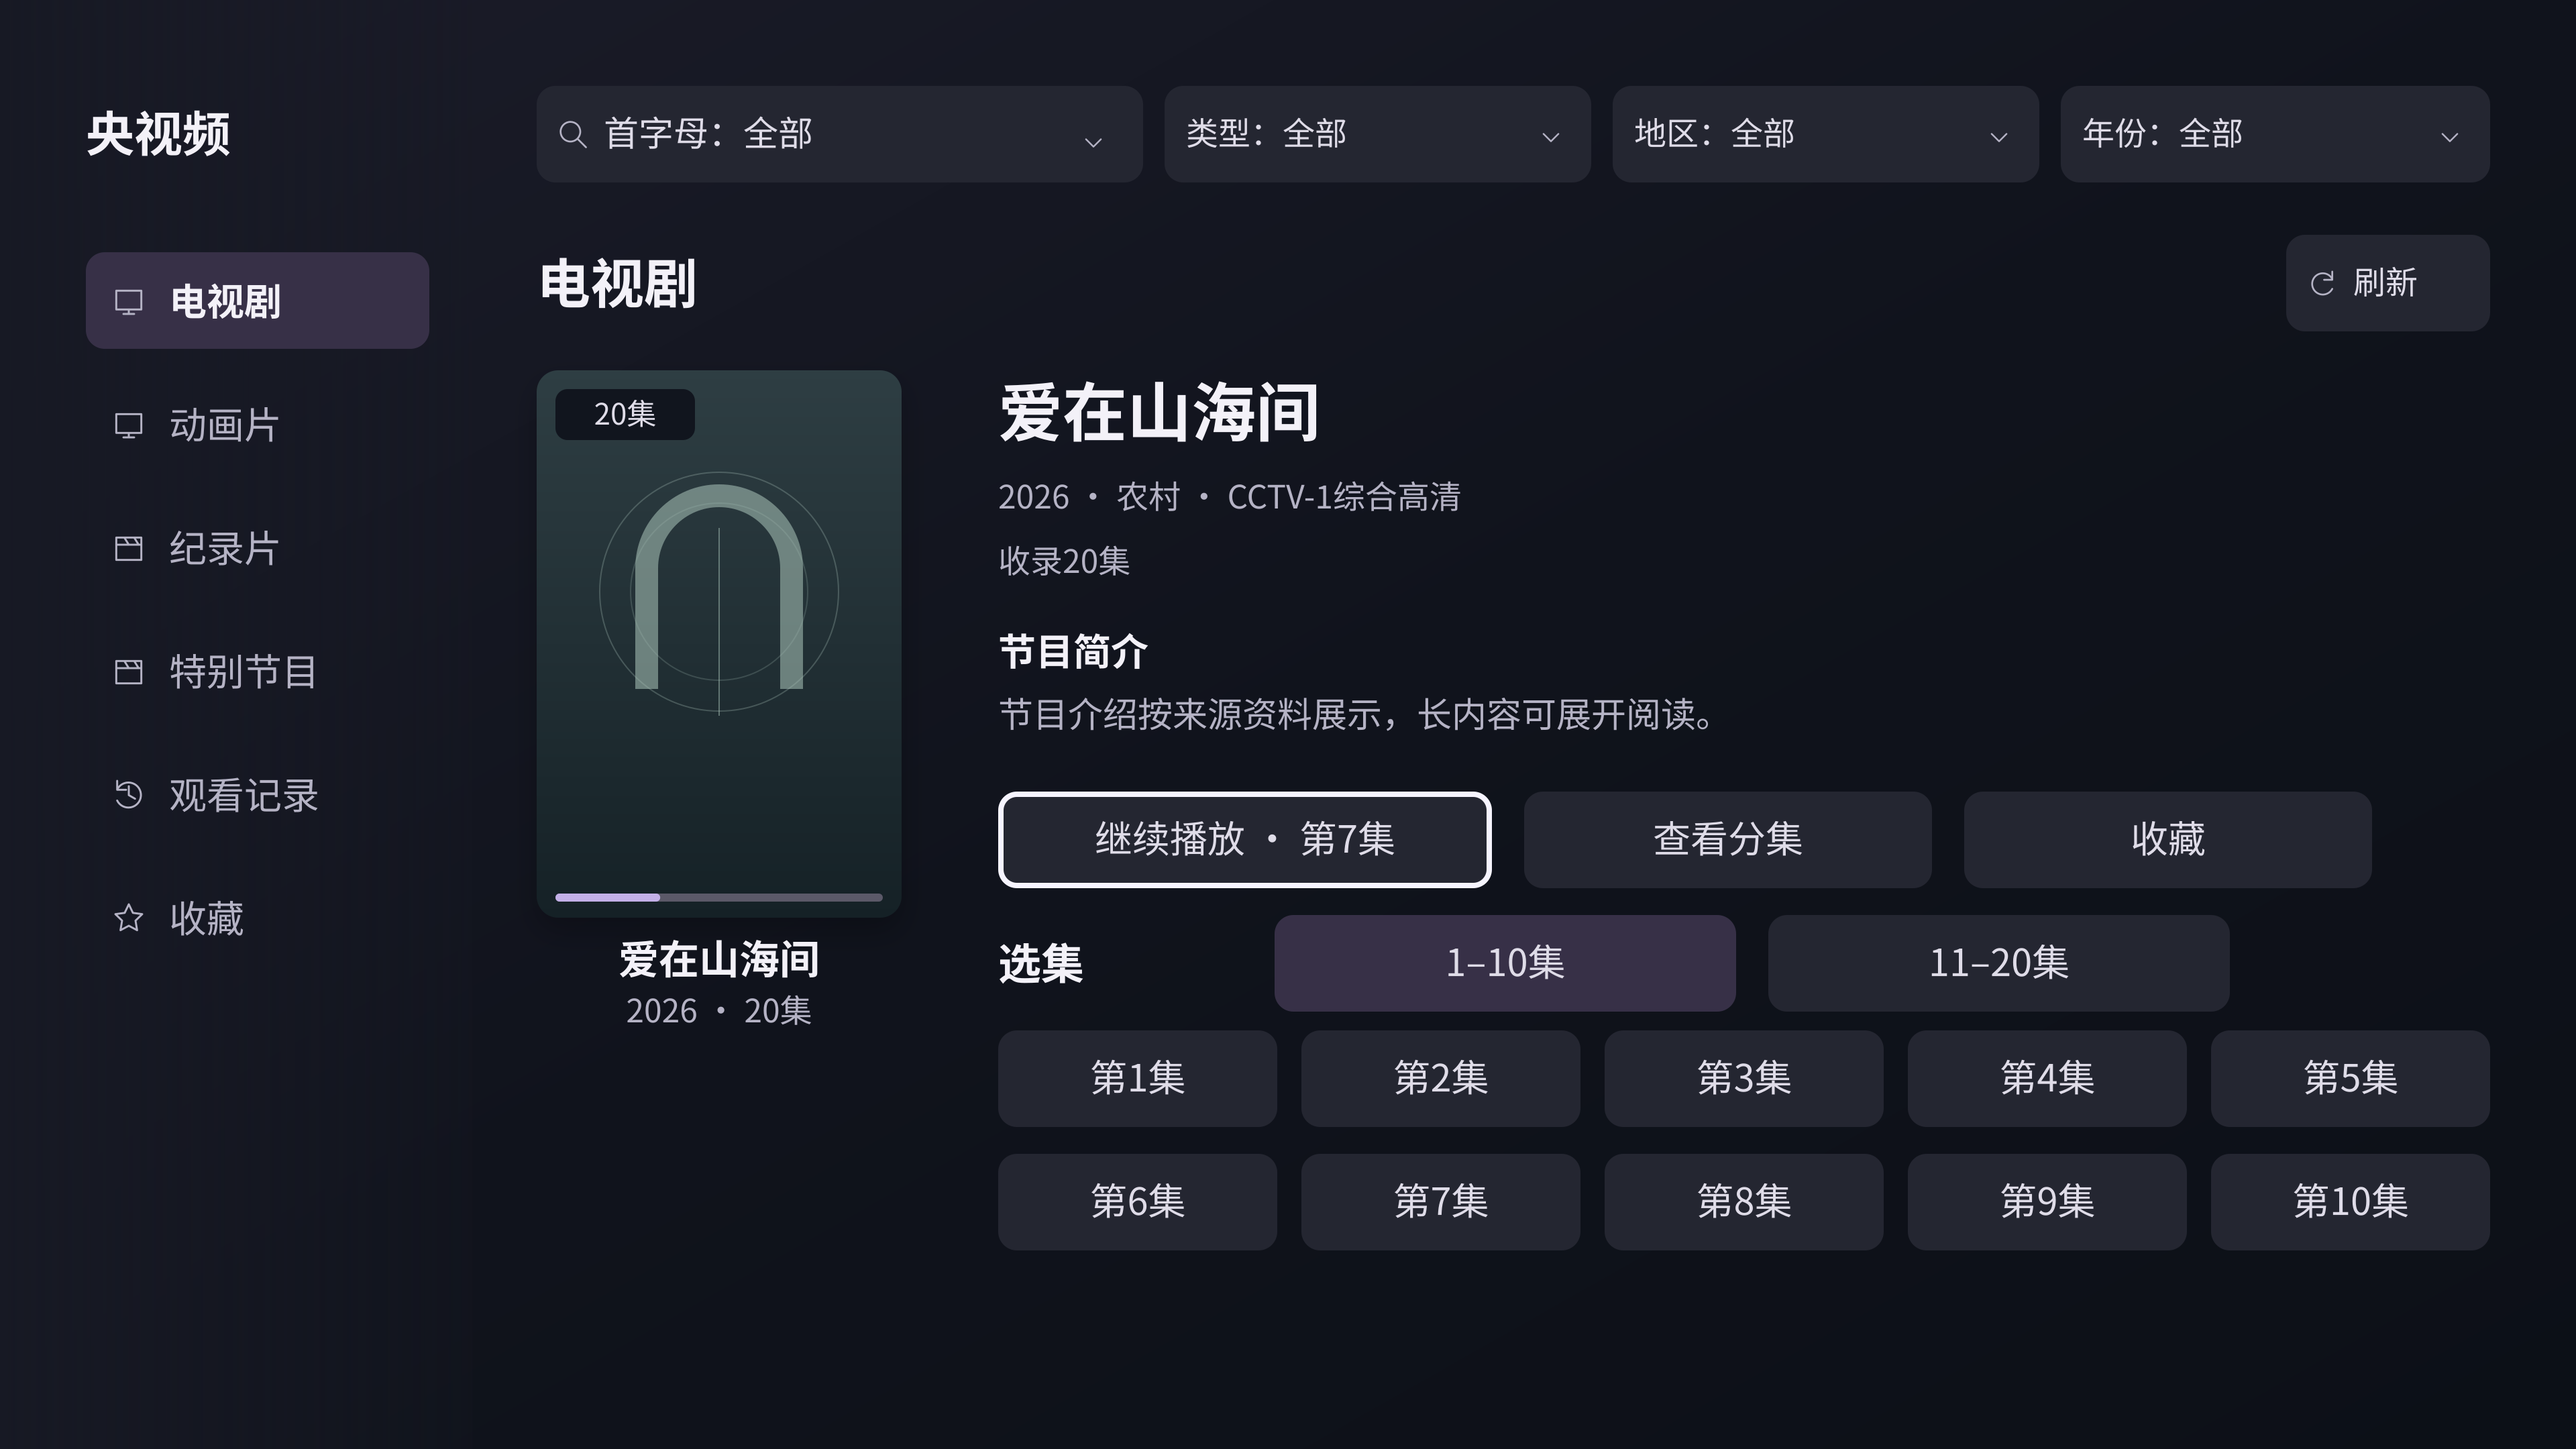 央视频
首字母：全部
类型：全部
地区：全部
年份：全部
电视剧
动画片
纪录片
特别节目
观看记录
收藏
电视剧
刷新
20集
爱在山海间
2026 · 20集
爱在山海间
2026 · 农村 · CCTV-1综合高清
收录20集
节目简介
节目介绍按来源资料展示，长内容可展开阅读。
继续播放 · 第7集
查看分集
收藏
选集
1–10集
11–20集
第1集
第2集
第3集
第4集
第5集
第6集
第7集
第8集
第9集
第10集